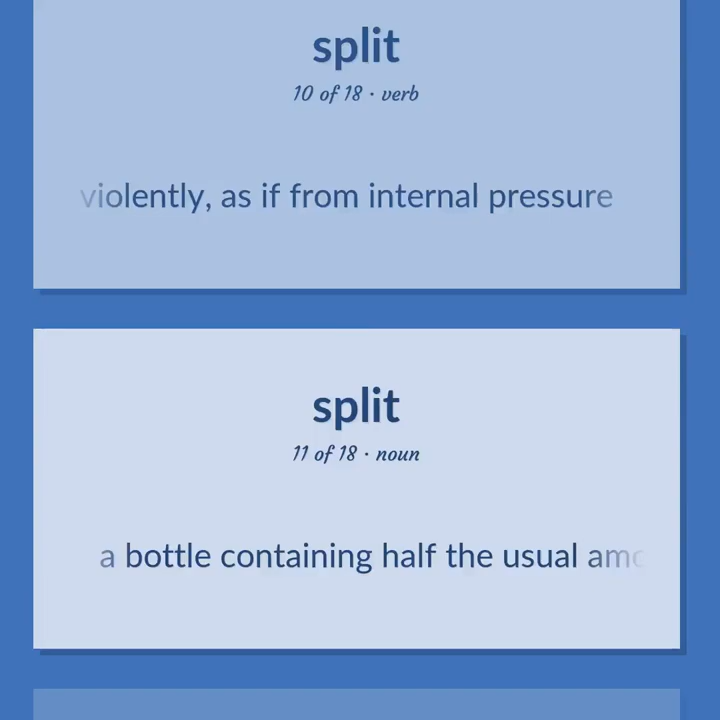 split
10 of 18 · verb
violently, as if from internal pressure
split
11 of 18 · noun
a bottle containing half the usual